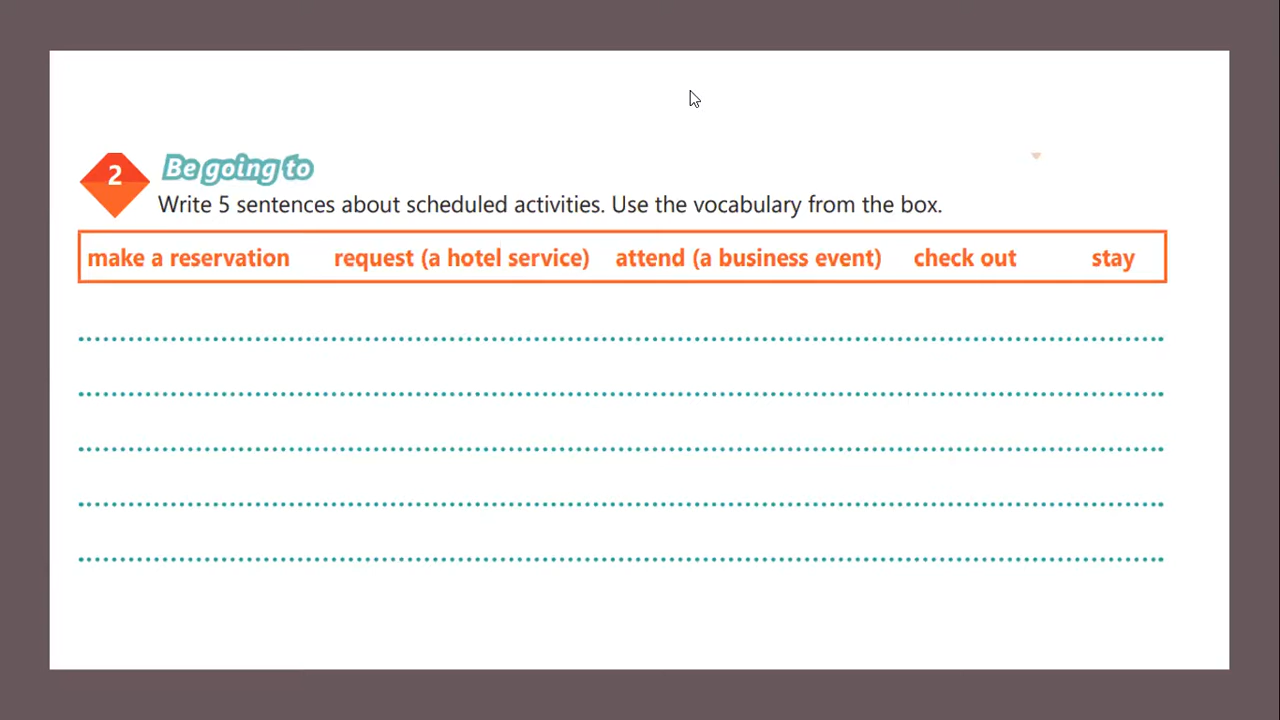 2
Be going to
Write 5 sentences about scheduled activities. Use the vocabulary from the box.
make a reservation request (a hotel service) attend (a business event) check out stay